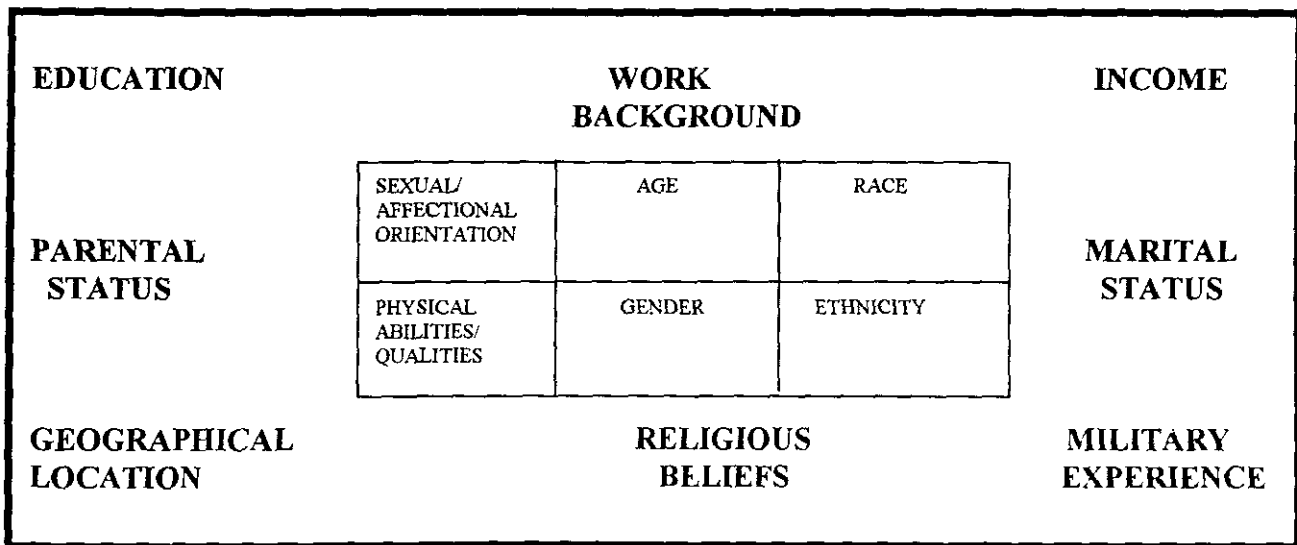 EDUCATION
WORK
BACKGROUND
INCOME
SEXUAL/
AFFECTIONAL
ORIENTATION
AGE
RACE
PARENTAL
STATUS
MARITAL
STATUS
PHYSICAL
ABILITIES/
QUALITIES
GENDER
ETHNICITY
GEOGRAPHICAL
LOCATION
RELIGIOUS
BELIEFS
MILITARY
EXPERIENCE